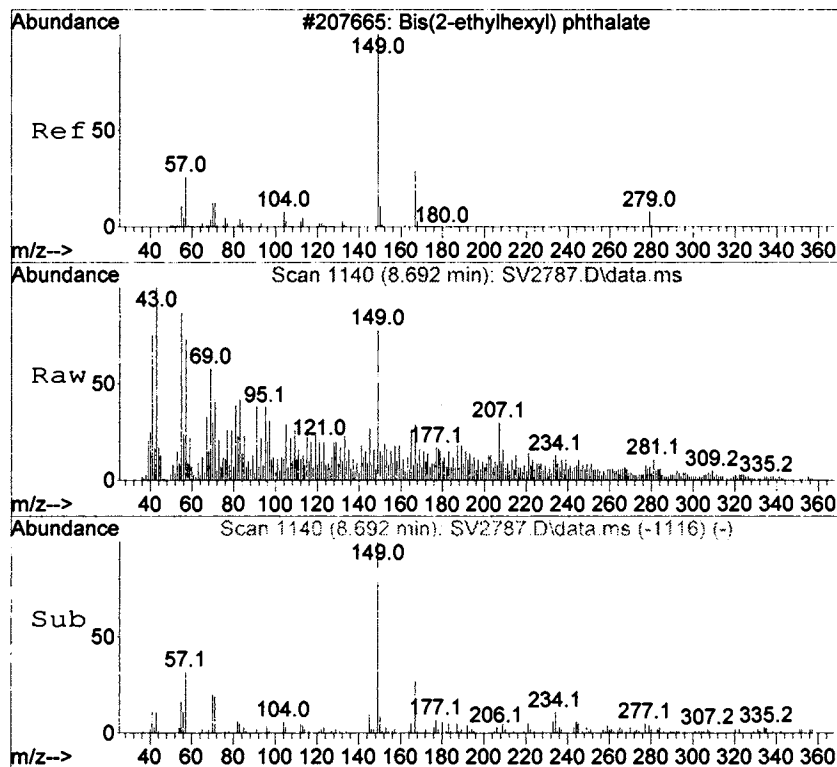 Abundance #207665: Bis(2-ethylhexyl) phthalate
149.0
Ref 50
57.0
104.0 180.0 279.0
0
m/z--> 40 60 80 100 120 140 160 180 200 220 240 260 280 300 320 340 360
Abundance Scan 1140 (8.692 min): SV2787.D\data.ms
43.0 149.0
69.0
Raw 50
95.1
121.0 177.1 207.1 234.1 281.1 309.2 335.2
0
m/z--> 40 60 80 100 120 140 160 180 200 220 240 260 280 300 320 340 360
Abundance Scan 1140 (8.692 min): SV2787.D\data.ms (-1116) (-)
149.0
Sub 50
57.1
104.0 177.1 206.1 234.1 277.1 307.2 335.2
0
m/z--> 40 60 80 100 120 140 160 180 200 220 240 260 280 300 320 340 360